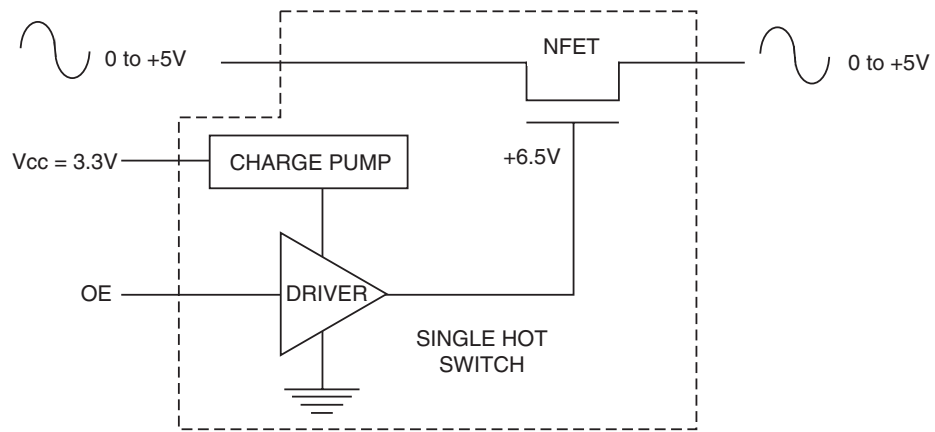 NFET
0 to +5V
0 to +5V
Vcc = 3.3V
CHARGE PUMP
+6.5V
OE
DRIVER
SINGLE HOT
SWITCH